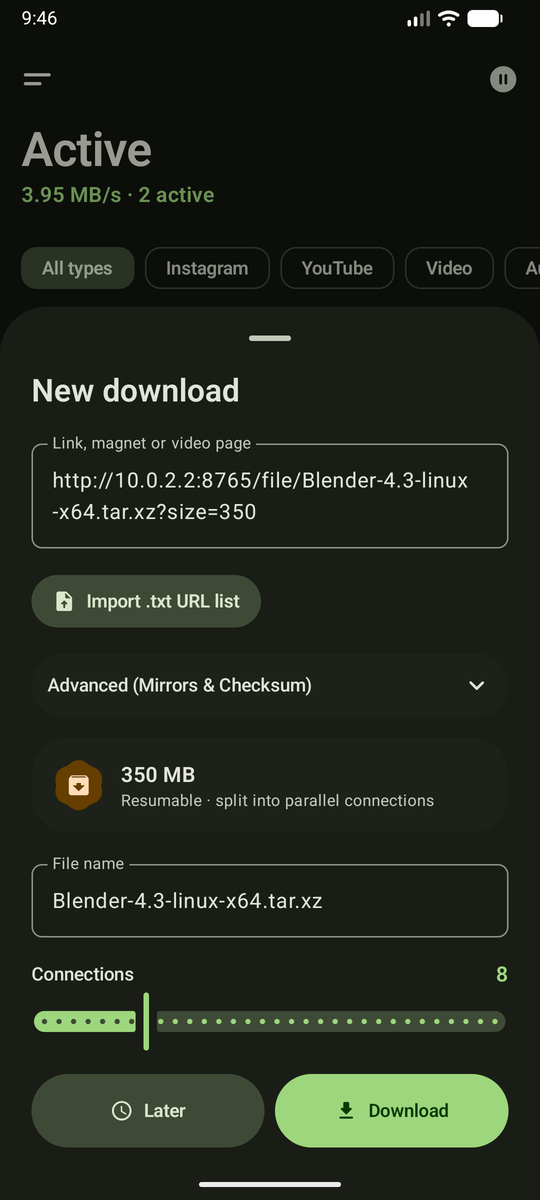 9:46
Active
3.95 MB/s · 2 active
All types
Instagram
YouTube
Video
New download
Link, magnet or video page
http://10.0.2.2:8765/file/Blender-4.3-linux
-x64.tar.xz?size=350
Import .txt URL list
Advanced (Mirrors & Checksum)
350 MB
Resumable · split into parallel connections
File name
Blender-4.3-linux-x64.tar.xz
Connections
8
Later
Download